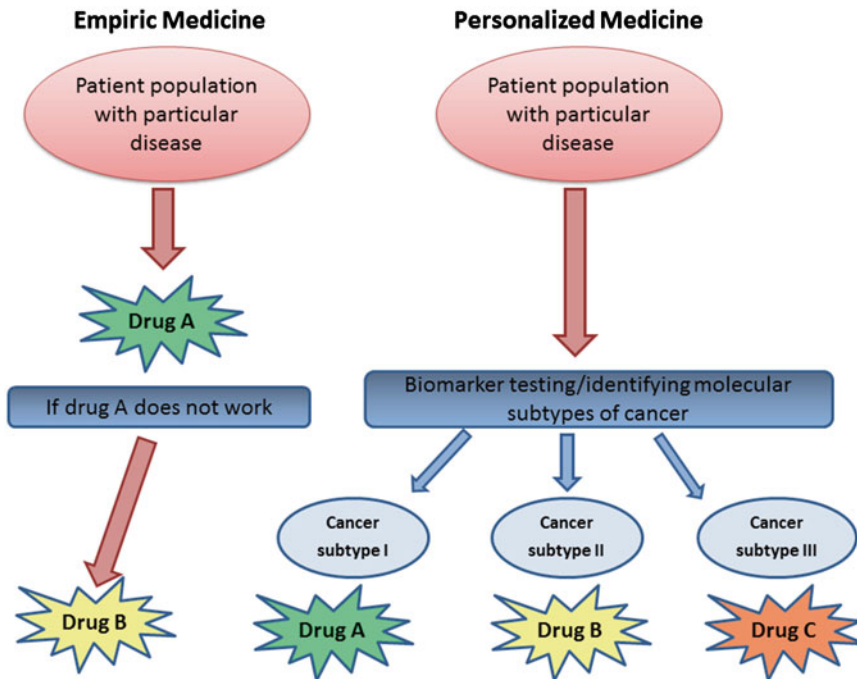 Empiric Medicine
Patient population
with particular
disease
Drug A
If drug A does not work
Drug B
Personalized Medicine
Patient population
with particular
disease
Biomarker testing/identifying molecular
subtypes of cancer
Cancer
subtype I
Cancer
subtype II
Cancer
subtype III
Drug A
Drug B
Drug C